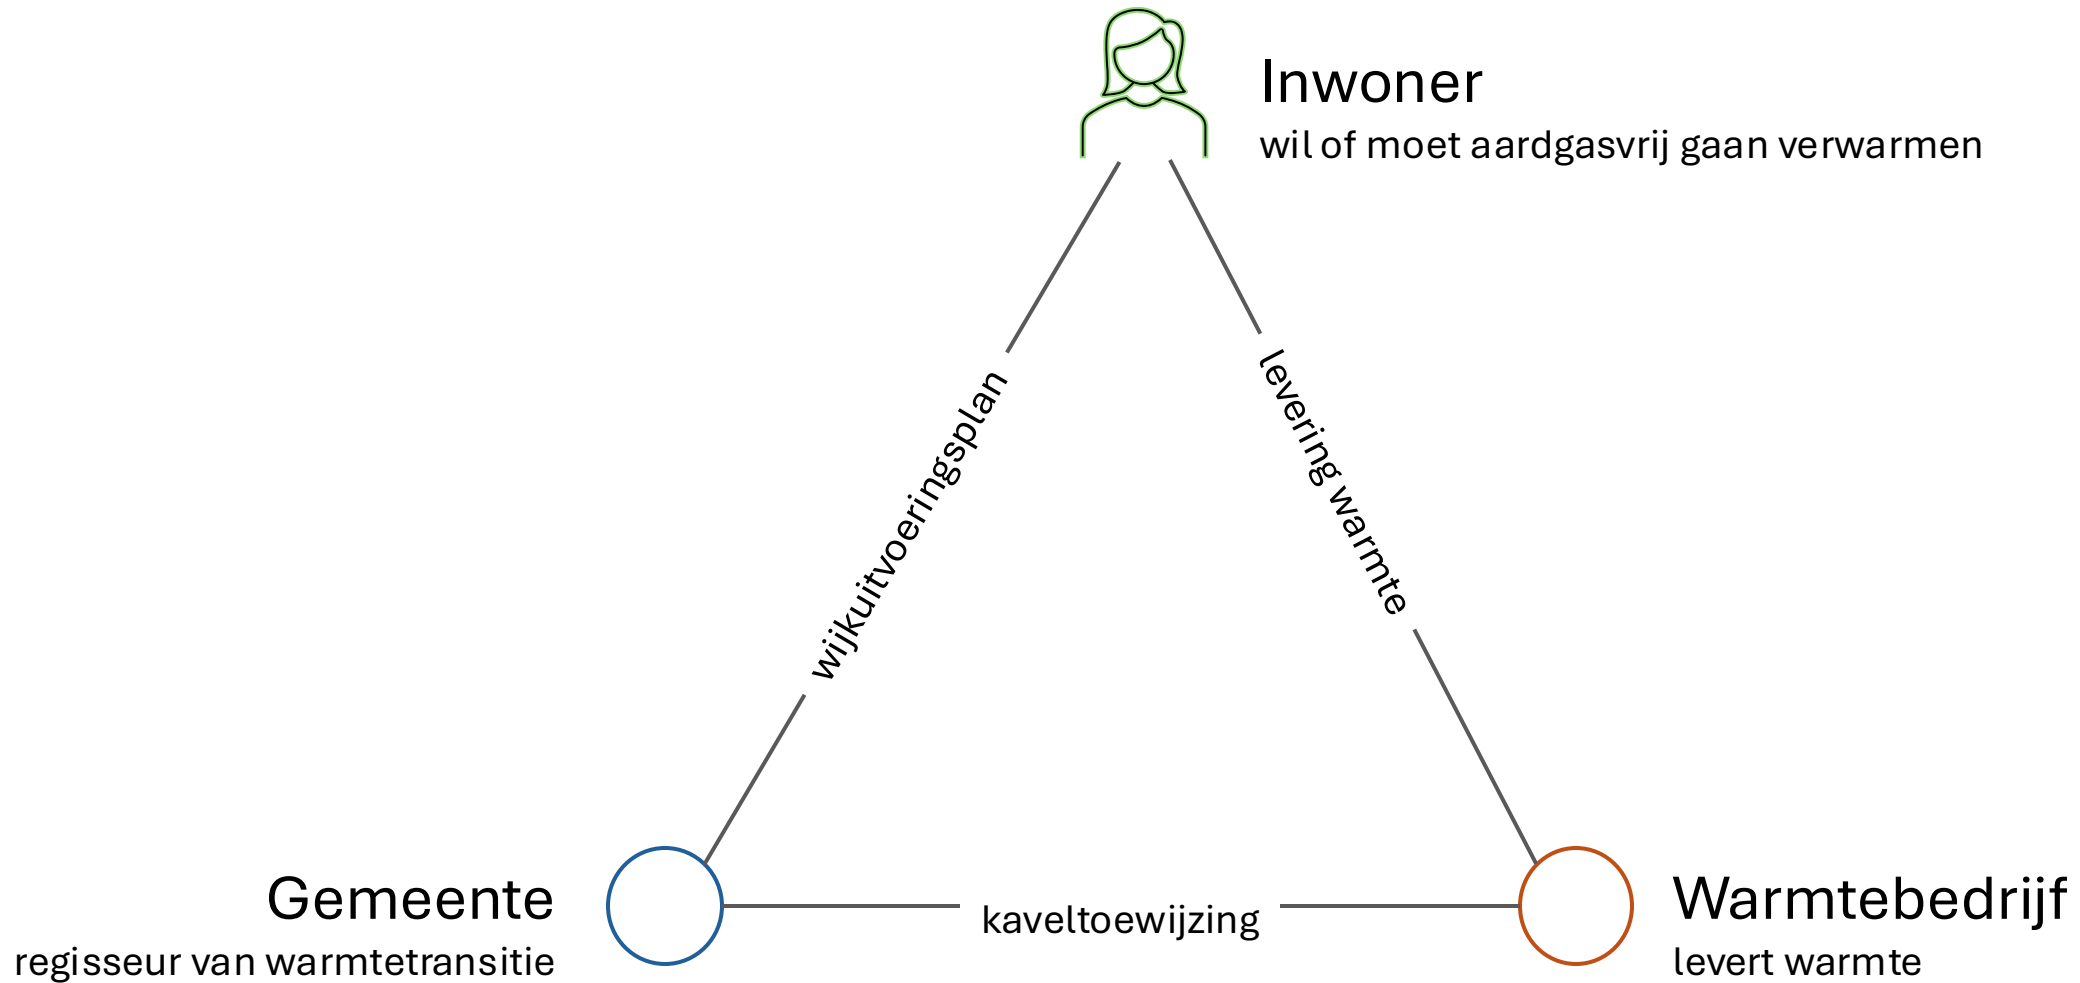 Inwoner
wil of moet aardgasvrij gaan verwarmen
wijkuitvoeringsplan
levering warmte
Gemeente
regisseur van warmtetransitie
kaveltoewijzing
Warmtebedrijf
levert warmte